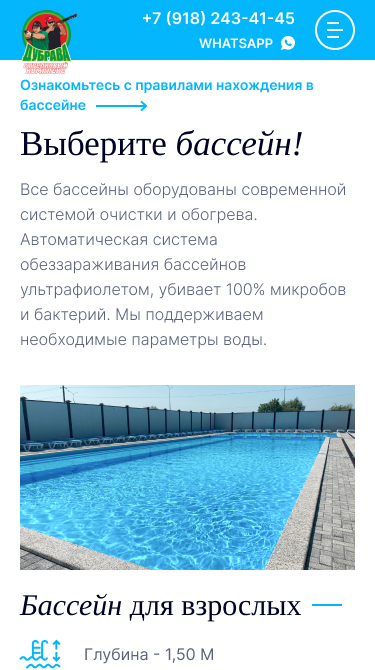 +7 (918) 243-41-45
WHATSAPP
ДУБРАВА
Ознакомьтесь с правилами нахождения в
бассейне
Выберите бассейн!
Все бассейны оборудованы современной
системой очистки и обогрева.
Автоматическая система
обеззараживания бассейнов
ультрафиолетом, убивает 100% микробов
и бактерий. Мы поддерживаем
необходимые параметры воды.
Бассейн для взрослых
Глубина - 1,50 М